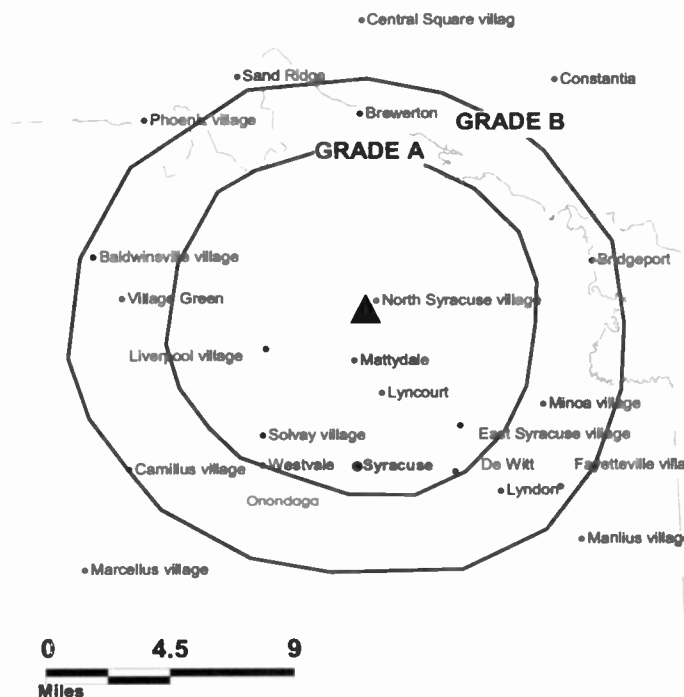 Central Square villag
Sand Ridge
Constantia
Phoenix village
Brewerton
GRADE B
GRADE A
Baldwinsville village
Bridgeport
Village Green
North Syracuse village
Liverpool village
Mattydale
Lyncourt
Minoa village
Solvay village
East Syracuse village
Camillus village
Westvale
Syracuse
De Witt
Fayetteville villa
Onondaga
Lyndon
Manlius village
Marcellus village
0 4.5 9
Miles